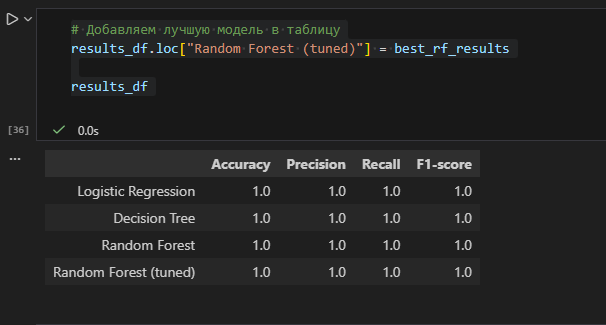 # Добавляем лучшую модель в таблицу
results_df.loc["Random Forest (tuned)"] = best_rf_results
results_df
[36]
0.0s
...
Accuracy Precision Recall F1-score
Logistic Regression 1.0 1.0 1.0 1.0
Decision Tree 1.0 1.0 1.0 1.0
Random Forest 1.0 1.0 1.0 1.0
Random Forest (tuned) 1.0 1.0 1.0 1.0